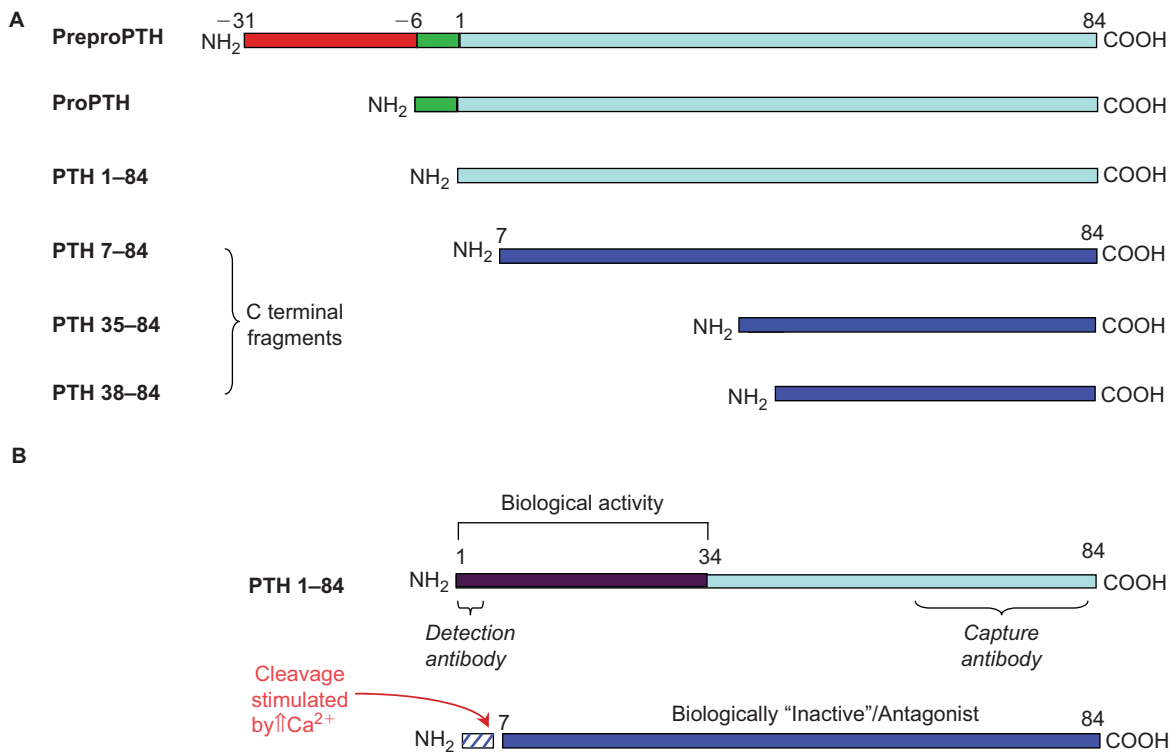 A
−31 −6 1 84
PreproPTH NH₂ COOH
ProPTH NH₂ COOH
PTH 1–84 NH₂ COOH
7 84
PTH 7–84 NH₂ COOH
C terminal
fragments
PTH 35–84 NH₂ COOH
PTH 38–84 NH₂ COOH
B
Biological activity
1 34 84
PTH 1–84 NH₂ COOH
Detection
antibody
Capture
antibody
Cleavage
stimulated
by⇑Ca²⁺
7 Biologically “Inactive”/Antagonist 84
NH₂ COOH